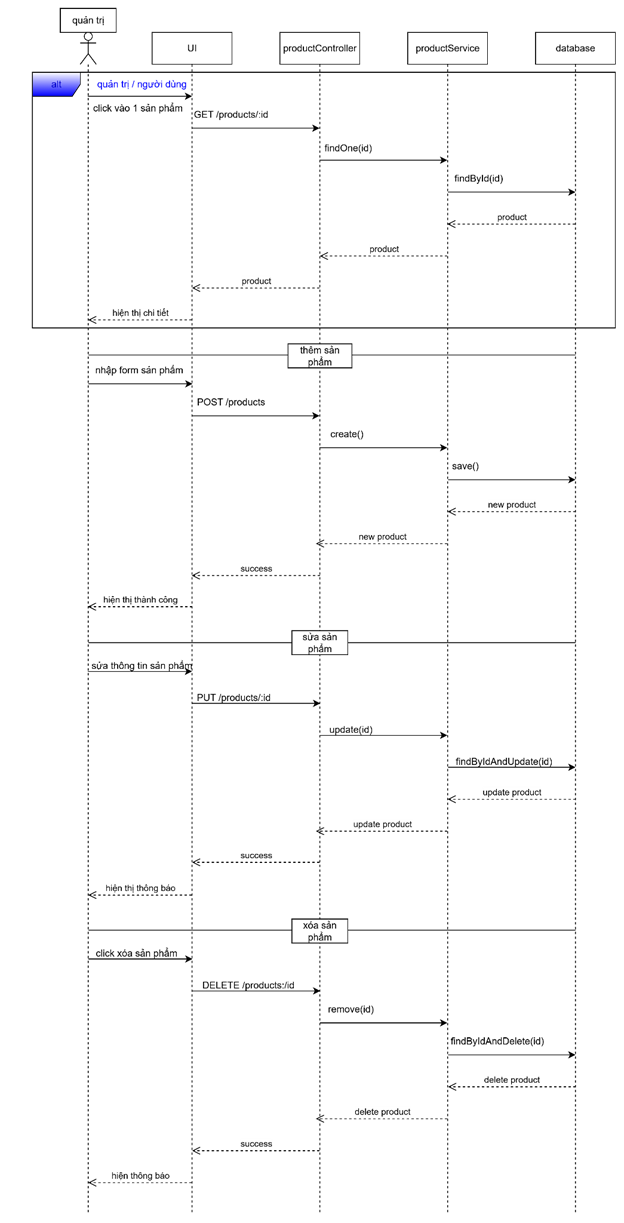 quản trị
UI
productController
productService
database
alt
quản trị / người dùng
click vào 1 sản phẩm
GET /products/:id
findOne(id)
findById(id)
product
product
product
hiện thị chi tiết
thêm sản
phẩm
nhập form sản phẩm
POST /products
create()
save()
new product
new product
success
hiện thị thành công
sửa sản
phẩm
sửa thông tin sản phẩm
PUT /products/:id
update(id)
findByIdAndUpdate(id)
update product
update product
success
hiện thị thông báo
xóa sản
phẩm
click xóa sản phẩm
DELETE /products:/id
remove(id)
findByIdAndDelete(id)
delete product
delete product
success
hiện thông báo